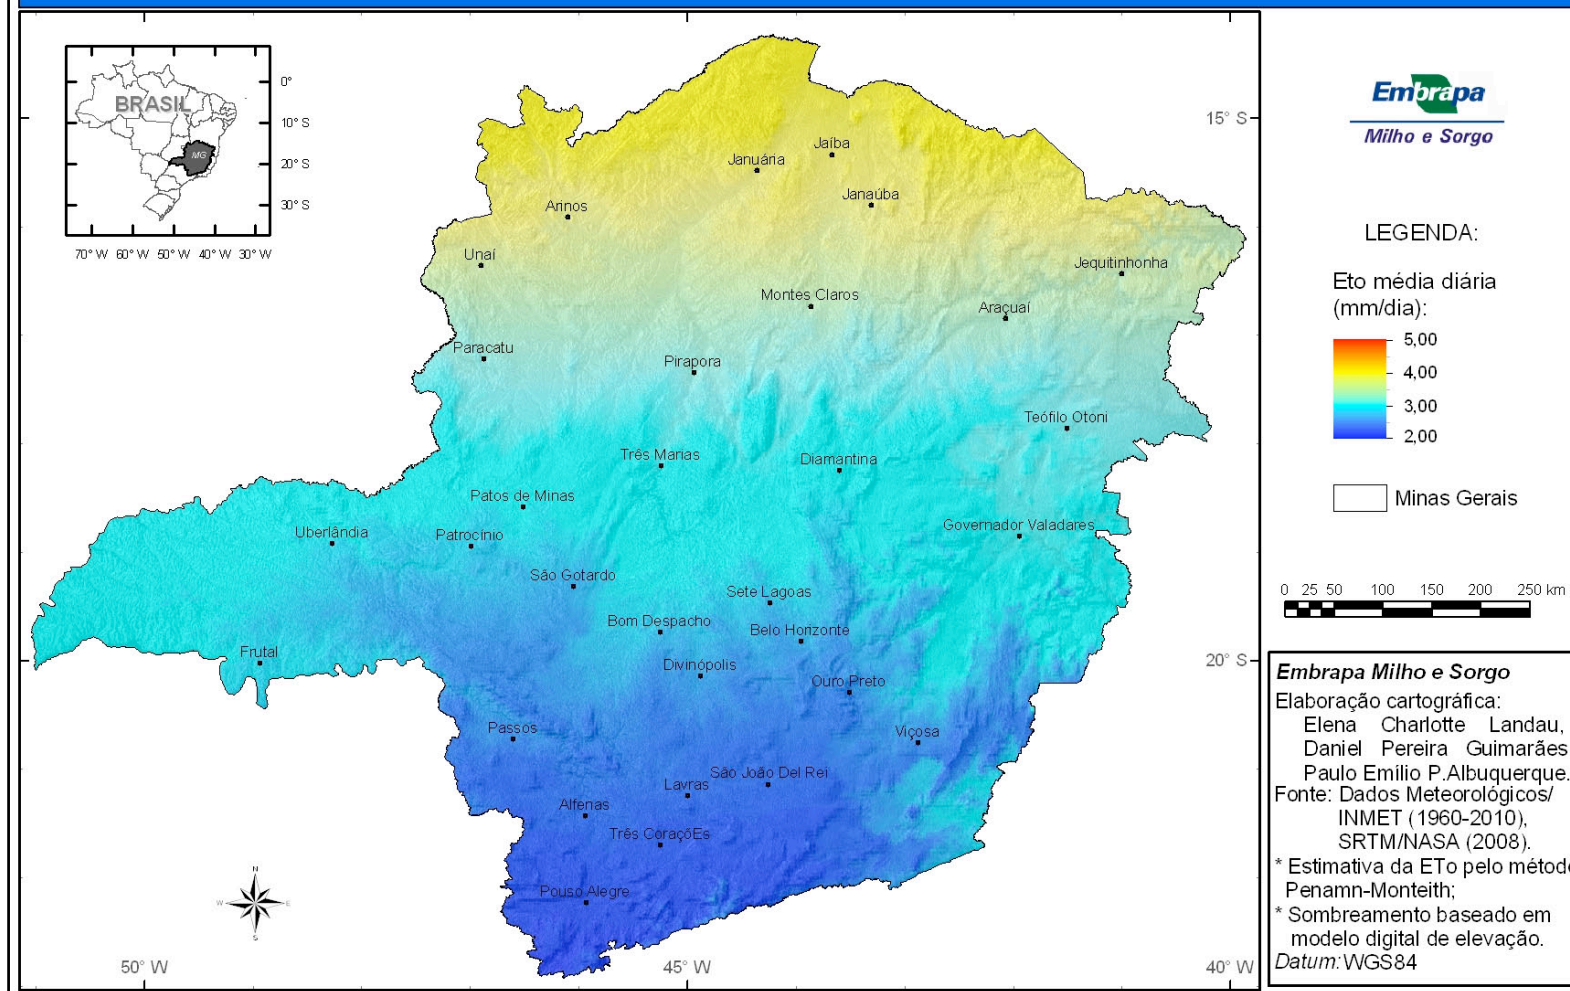 BRASIL
MG
0°
10° S
20° S
30° S
70° W 60° W 50° W 40° W 30° W
15° S
20° S
50° W
45° W
40° W
Jaíba
Januária
Janaúba
Arinos
Unaí
Jequitinhonha
Montes Claros
Araçuaí
Paracatu
Pirapora
Teófilo Otoni
Três Marias
Diamantina
Patos de Minas
Governador Valadares
Uberlândia
Patrocínio
São Gotardo
Sete Lagoas
Bom Despacho
Belo Horizonte
Frutal
Divinópolis
Ouro Preto
Passos
Viçosa
São João Del Rei
Lavras
Alfenas
Três CoraçõEs
Pouso Alegre
N
W
E
S
Embrapa
Milho e Sorgo
LEGENDA:
Eto média diária
(mm/dia):
5,00
4,00
3,00
2,00
Minas Gerais
0 25 50 100 150 200 250 km
Embrapa Milho e Sorgo
Elaboração cartográfica:
Elena Charlotte Landau,
Daniel Pereira Guimarães
Paulo Emílio P.Albuquerque.
Fonte: Dados Meteorológicos/
INMET (1960-2010),
SRTM/NASA (2008).
* Estimativa da ETo pelo método
Penamn-Monteith;
* Sombreamento baseado em
modelo digital de elevação.
Datum:WGS84